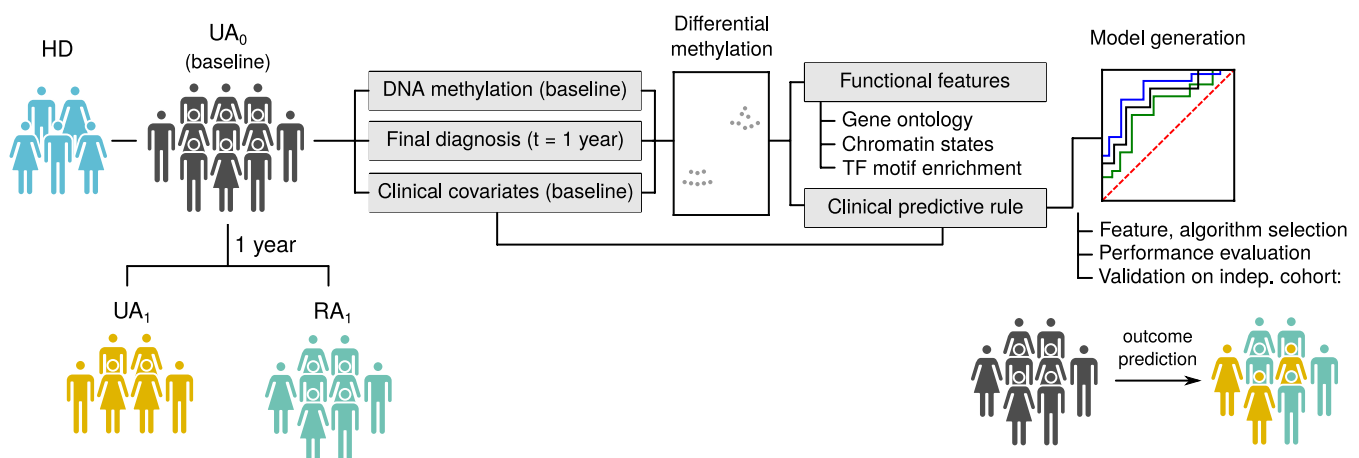 HD
UA₀
(baseline)
DNA methylation (baseline)
Final diagnosis (t = 1 year)
Clinical covariates (baseline)
Differential
methylation
Functional features
Gene ontology
Chromatin states
TF motif enrichment
Clinical predictive rule
Model generation
Feature, algorithm selection
Performance evaluation
Validation on indep. cohort:
1 year
UA₁
RA₁
outcome
prediction